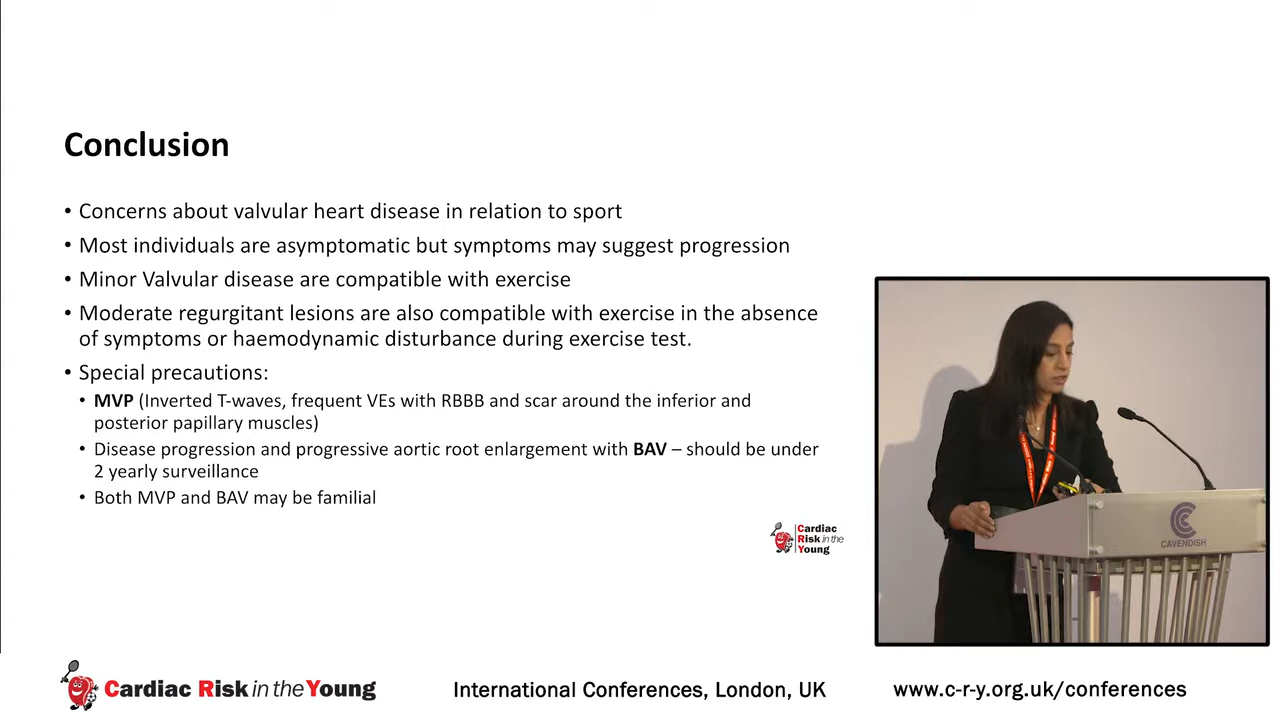 Conclusion
• Concerns about valvular heart disease in relation to sport
• Most individuals are asymptomatic but symptoms may suggest progression
• Minor Valvular disease are compatible with exercise
• Moderate regurgitant lesions are also compatible with exercise in the absence
of symptoms or haemodynamic disturbance during exercise test.
• Special precautions:
• MVP (Inverted T-waves, frequent VEs with RBBB and scar around the inferior and
posterior papillary muscles)
• Disease progression and progressive aortic root enlargement with BAV – should be under
2 yearly surveillance
• Both MVP and BAV may be familial
Cardiac
Risk in the
Young
CAVENDISH
Cardiac Risk in the Young
International Conferences, London, UK
www.c-r-y.org.uk/conferences